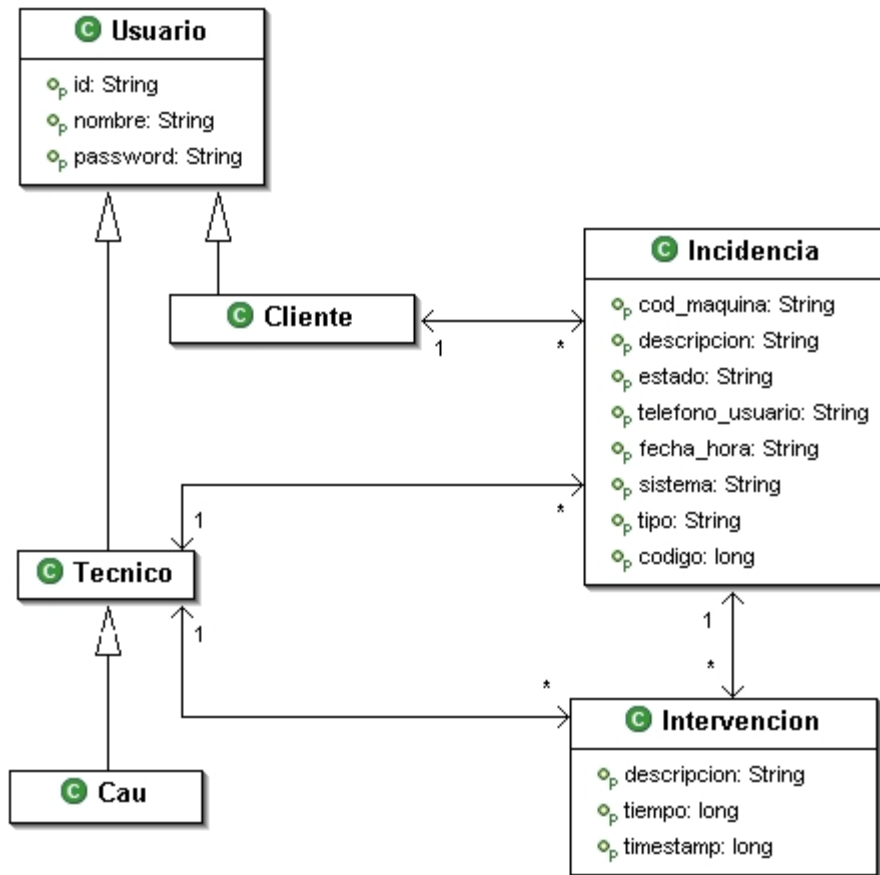 Usuario
id: String
nombre: String
password: String
Cliente
1
*
Incidencia
cod_maquina: String
descripcion: String
estado: String
telefono_usuario: String
fecha_hora: String
sistema: String
tipo: String
codigo: long
1
*
Tecnico
1
*
1
*
Cau
Intervencion
descripcion: String
tiempo: long
timestamp: long